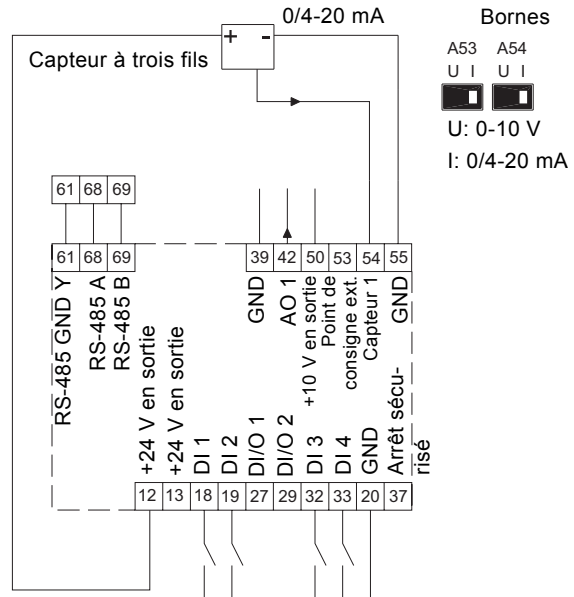 0/4-20 mA
Bornes
Capteur à trois fils
+ -
A53 A54
U I U I
U: 0-10 V
I: 0/4-20 mA
61 68 69
61 68 69
39 42 50 53 54 55
RS-485 GND Y
RS-485 A
RS-485 B
GND
AO 1
+10 V en sortie
Point de
consigne ext.
Capteur 1
GND
+24 V en sortie
+24 V en sortie
DI 1
DI 2
DI/O 1
DI/O 2
DI 3
DI 4
GND
Arrêt sécu-
risé
12 13 18 19 27 29 32 33 20 37